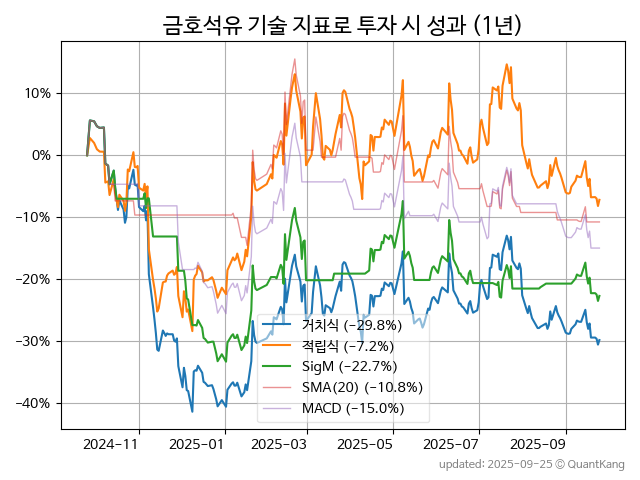 금호석유 기술 지표로 투자 시 성과 (1년)
10%
0%
−10%
−20%
−30%
−40%
거치식 (−29.8%)
적립식 (−7.2%)
SigM (−22.7%)
SMA(20) (−10.8%)
MACD (−15.0%)
2024-11
2025-01
2025-03
2025-05
2025-07
2025-09
updated: 2025-09-25 © QuantKang